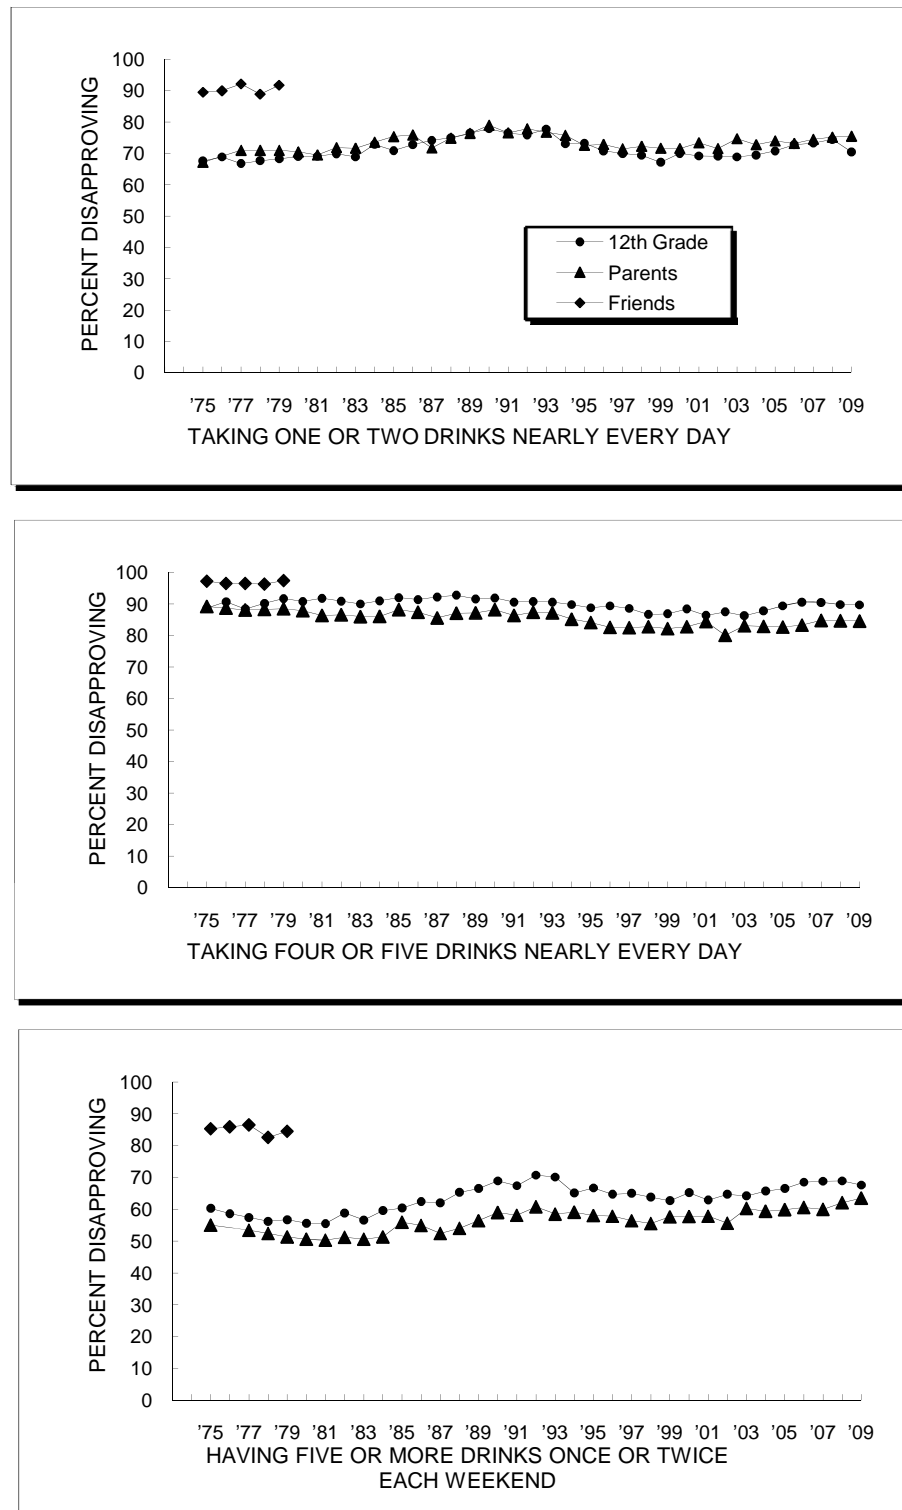 PERCENT DISAPPROVING
100
90
80
70
60
50
40
30
20
10
0
12th Grade
Parents
Friends
'75 '77 '79 '81 '83 '85 '87 '89 '91 '93 '95 '97 '99 '01 '03 '05 '07 '09
TAKING ONE OR TWO DRINKS NEARLY EVERY DAY
PERCENT DISAPPROVING
100
90
80
70
60
50
40
30
20
10
0
'75 '77 '79 '81 '83 '85 '87 '89 '91 '93 '95 '97 '99 '01 '03 '05 '07 '09
TAKING FOUR OR FIVE DRINKS NEARLY EVERY DAY
PERCENT DISAPPROVING
100
90
80
70
60
50
40
30
20
10
0
'75 '77 '79 '81 '83 '85 '87 '89 '91 '93 '95 '97 '99 '01 '03 '05 '07 '09
HAVING FIVE OR MORE DRINKS ONCE OR TWICE
EACH WEEKEND